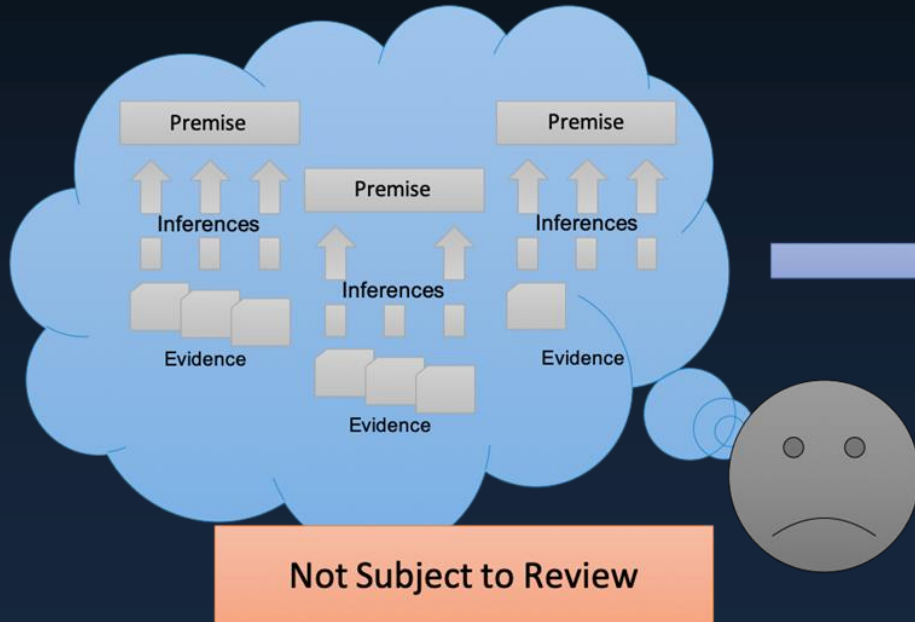 Premise
Inferences
Evidence
Premise
Inferences
Evidence
Premise
Inferences
Evidence
Not Subject to Review